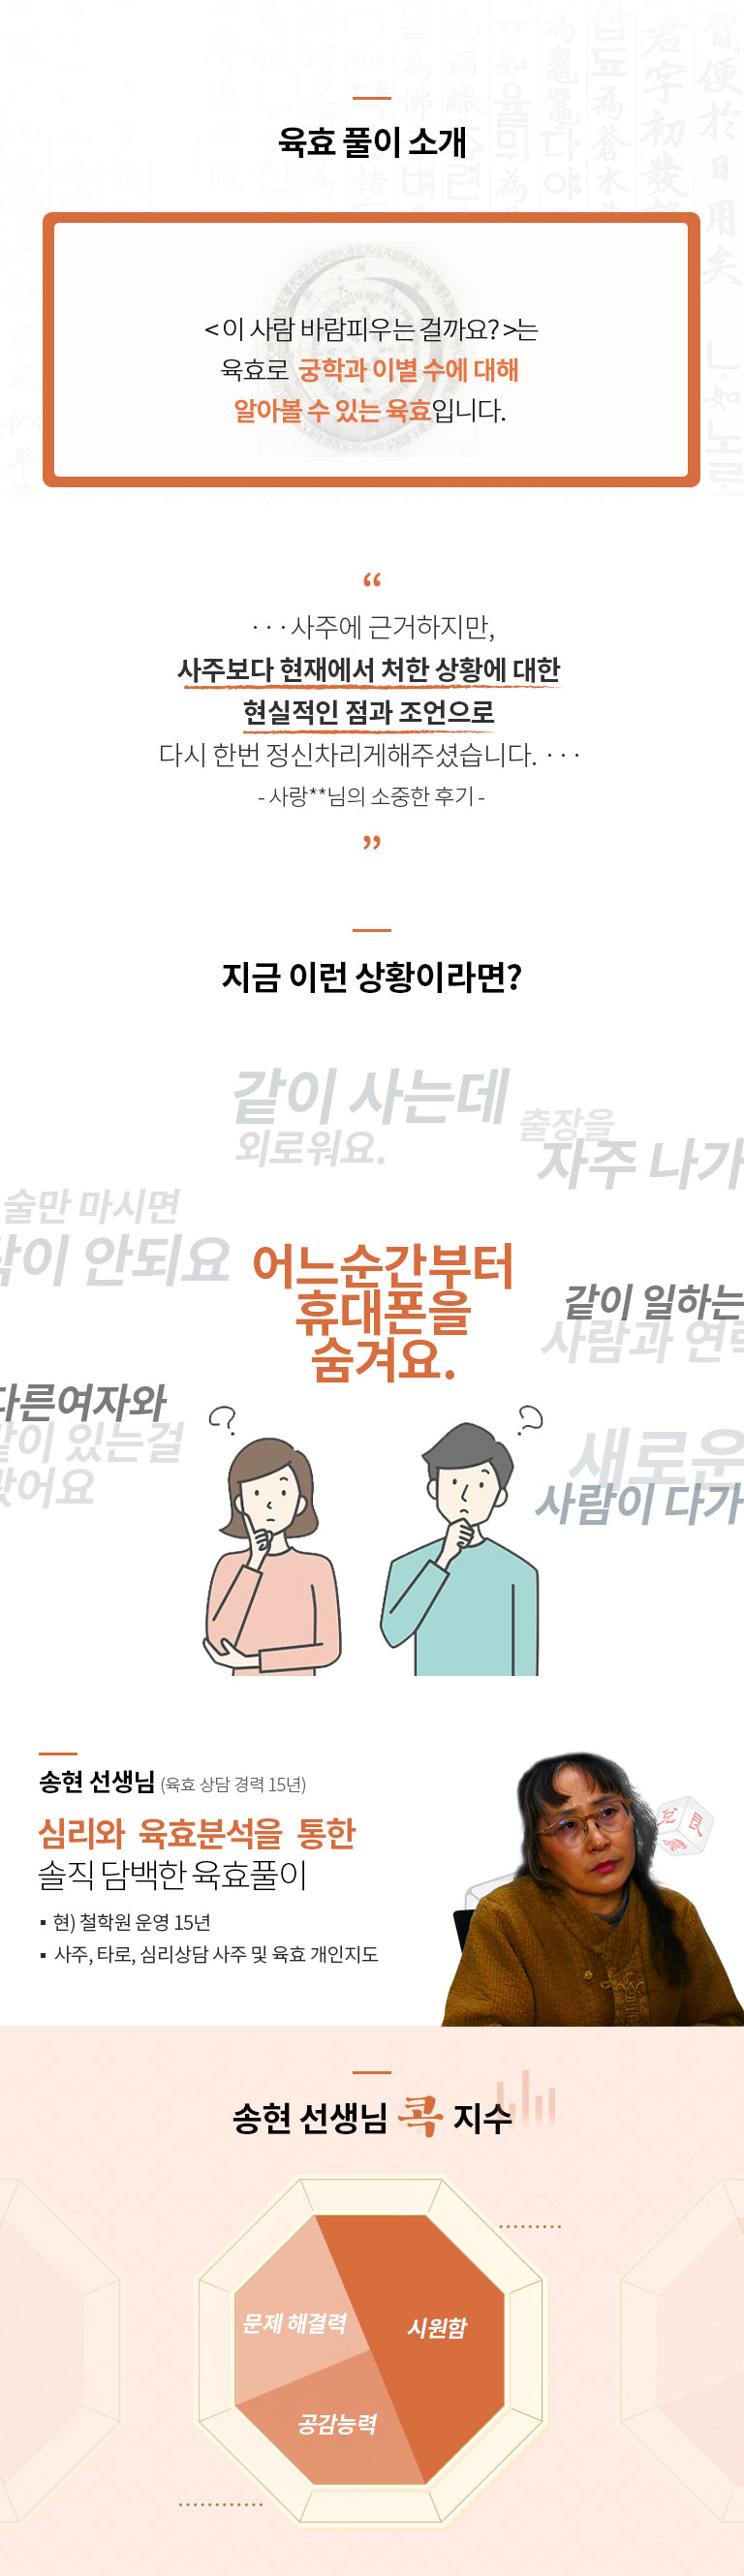 육효 풀이 소개
< 이 사람 바람피우는 걸까요? >는
육효로 궁학과 이별 수에 대해
알아볼 수 있는 육효입니다.
“
· · · 사주에 근거하지만,
사주보다 현재에서 처한 상황에 대한
현실적인 점과 조언으로
다시 한번 정신차리게해주셨습니다. · · ·
- 사랑**님의 소중한 후기 -
”
지금 이런 상황이라면?
같이 사는데
외로워요.
출장을
자주 나가
술만 마시면
이 안되요
어느순간부터
휴대폰을
숨겨요.
같이 일하는
사람과 연락
다른여자와
같이 있는걸
봤어요
새로운
사람이 다가
송현 선생님 (육효 상담 경력 15년)
심리와 육효분석을 통한
솔직 담백한 육효풀이
▪ 현) 철학원 운영 15년
▪ 사주, 타로, 심리상담 사주 및 육효 개인지도
兌 艮
송현 선생님 콕 지수
문제 해결력
시원함
공감능력